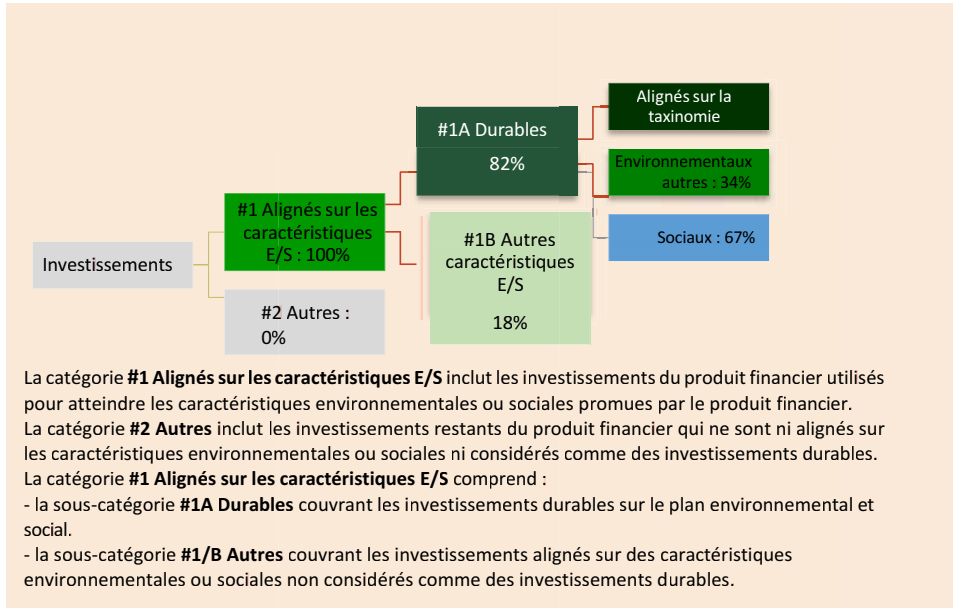 Investissements
#1 Alignés sur les
caractéristiques
E/S : 100%
#2 Autres :
0%
#1A Durables
82%
#1B Autres
caractéristiques
E/S
18%
Alignés sur la
taxinomie
Environnementaux
autres : 34%
Sociaux : 67%
La catégorie #1 Alignés sur les caractéristiques E/S inclut les investissements du produit financier utilisés
pour atteindre les caractéristiques environnementales ou sociales promues par le produit financier.
La catégorie #2 Autres inclut les investissements restants du produit financier qui ne sont ni alignés sur
les caractéristiques environnementales ou sociales ni considérés comme des investissements durables.
La catégorie #1 Alignés sur les caractéristiques E/S comprend :
- la sous-catégorie #1A Durables couvrant les investissements durables sur le plan environnemental et
social.
- la sous-catégorie #1/B Autres couvrant les investissements alignés sur des caractéristiques
environnementales ou sociales non considérés comme des investissements durables.